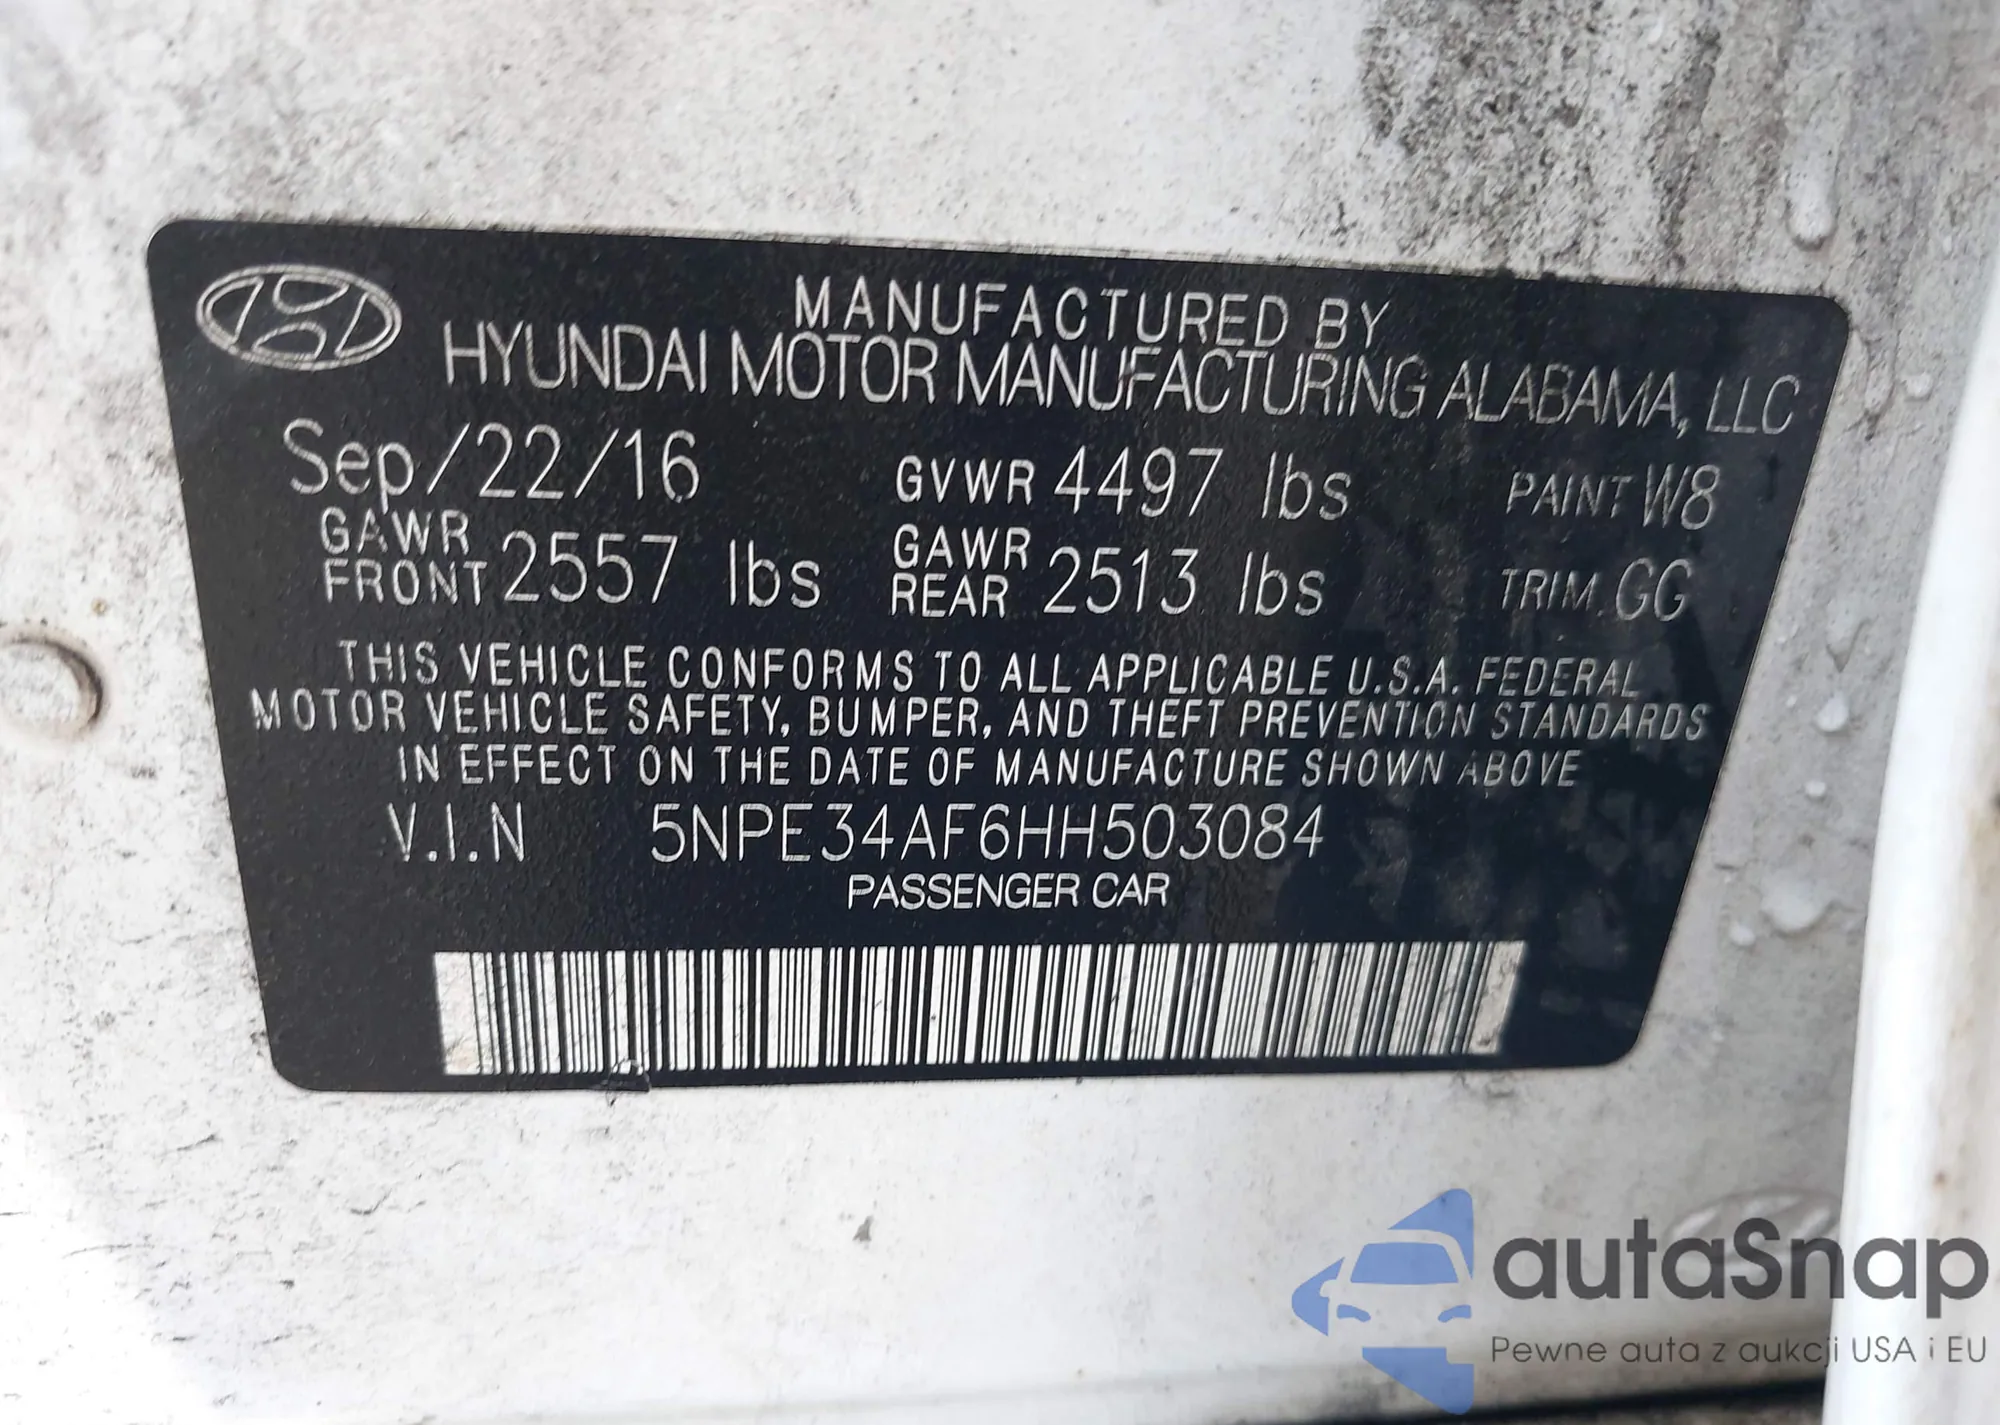 MANUFACTURED BY
HYUNDAI MOTOR MANUFACTURING ALABAMA, LLC
Sep/22/16 GVWR 4497 lbs PAINT W8
GAWR FRONT 2557 lbs GAWR REAR 2513 lbs TRIM. GG
THIS VEHICLE CONFORMS TO ALL APPLICABLE U.S.A. FEDERAL
MOTOR VEHICLE SAFETY, BUMPER, AND THEFT PREVENTION STANDARDS
IN EFFECT ON THE DATE OF MANUFACTURE SHOWN ABOVE
V.I.N 5NPE34AF6HH503084
PASSENGER CAR
autaSnap
Pewne auta z aukcji USA i EU